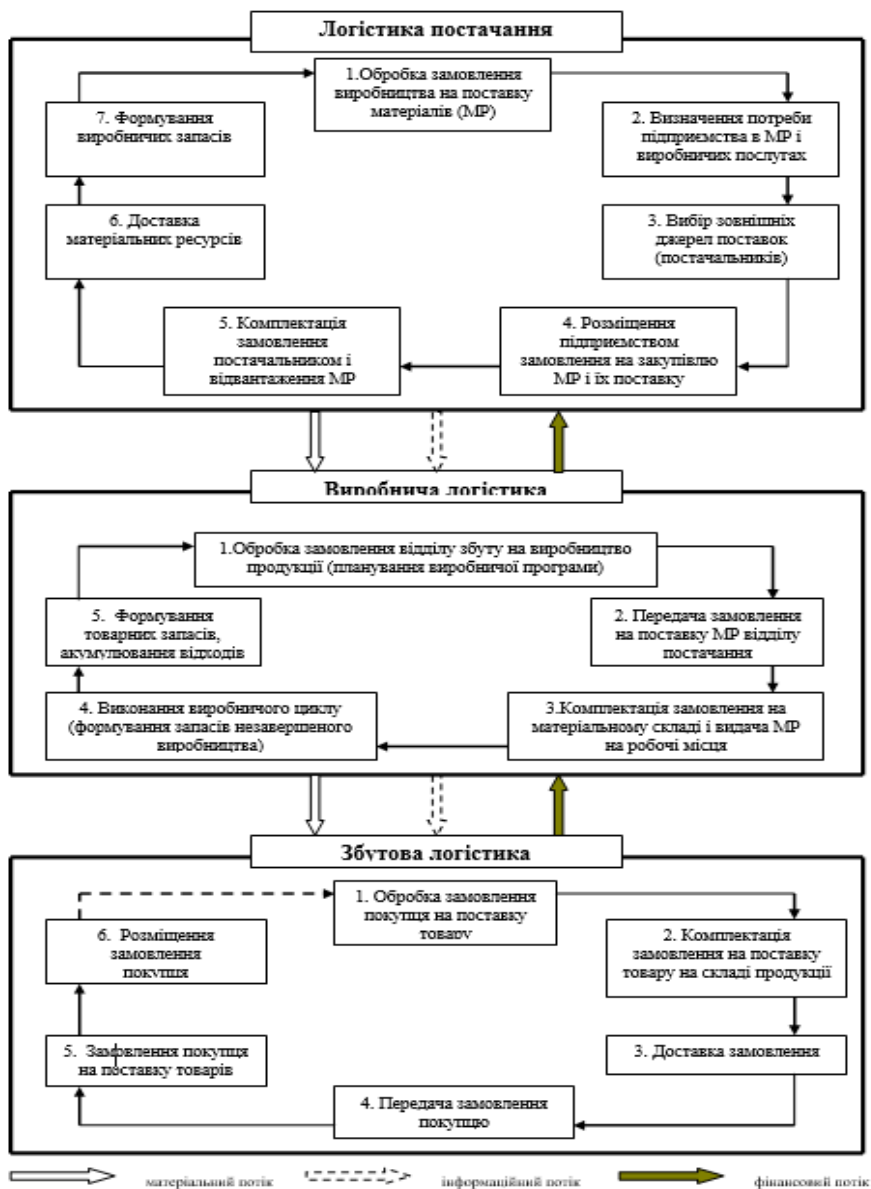 Логістика постачання
1.Обробка замовлення
виробництва на поставку
матеріалів (МР)
2. Визначення потреби
підприємства в МР і
виробничих послугах
3. Вибір зовнішніх
джерел поставок
(постачальників)
4. Розміщення
підприємством
замовлення на закупівлю
МР і їх поставку
5. Комплектація
замовлення
постачальником і
відвантаження МР
6. Доставка
матеріальних ресурсів
7. Формування
виробничих запасів
Виробнича логістика
1.Обробка замовлення відділу збуту на виробництво
продукції (планування виробничої програми)
2. Передача замовлення
на поставку МР відділу
постачання
3.Комплектація замовлення на
матеріальному складі і видача МР
на робочі місця
4. Виконання виробничого циклу
(формування запасів незавершеного
виробництва)
5. Формування
товарних запасів,
акумулювання відходів
Збутова логістика
1. Обробка замовлення
покупця на поставку
товару
2. Комплектація
замовлення на поставку
товару на складі продукції
3. Доставка замовлення
4. Передача замовлення
покупцю
5. Замовлення покупця
на поставку товарів
6. Розміщення
замовлення
покупця
матеріальний потік
інформаційний потік
фінансовий потік